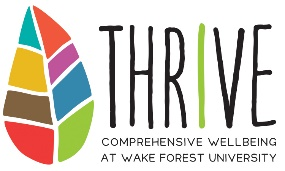 THRIVE
COMPREHENSIVE WELLBEING
AT WAKE FOREST UNIVERSITY